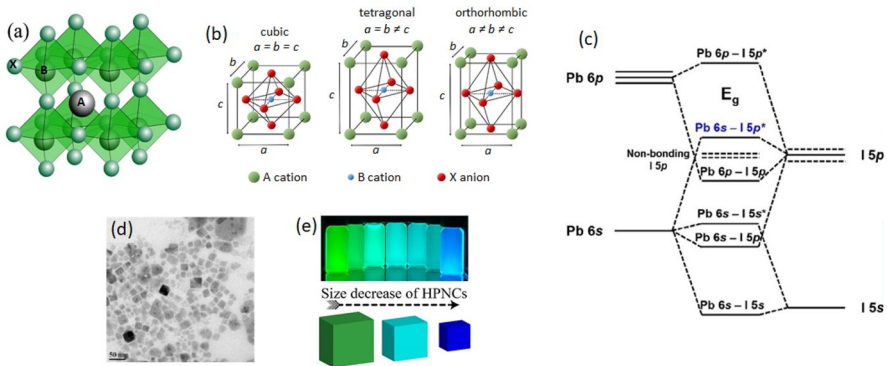 (a)
X
B
A
(b)
cubic
a = b = c
tetragonal
a = b ≠ c
orthorhombic
a ≠ b ≠ c
b
c
a
b
c
b
c
a
A cation
B cation
X anion
(c)
Pb 6p – I 5p*
Pb 6p
E_g
Pb 6s – I 5p*
Non-bonding
I 5p
I 5p
Pb 6p – I 5p
Pb 6s
Pb 6s – I 5s*
Pb 6s – I 5p
Pb 6s – I 5s
I 5s
(d)
50 nm
(e)
Size decrease of HPNCs